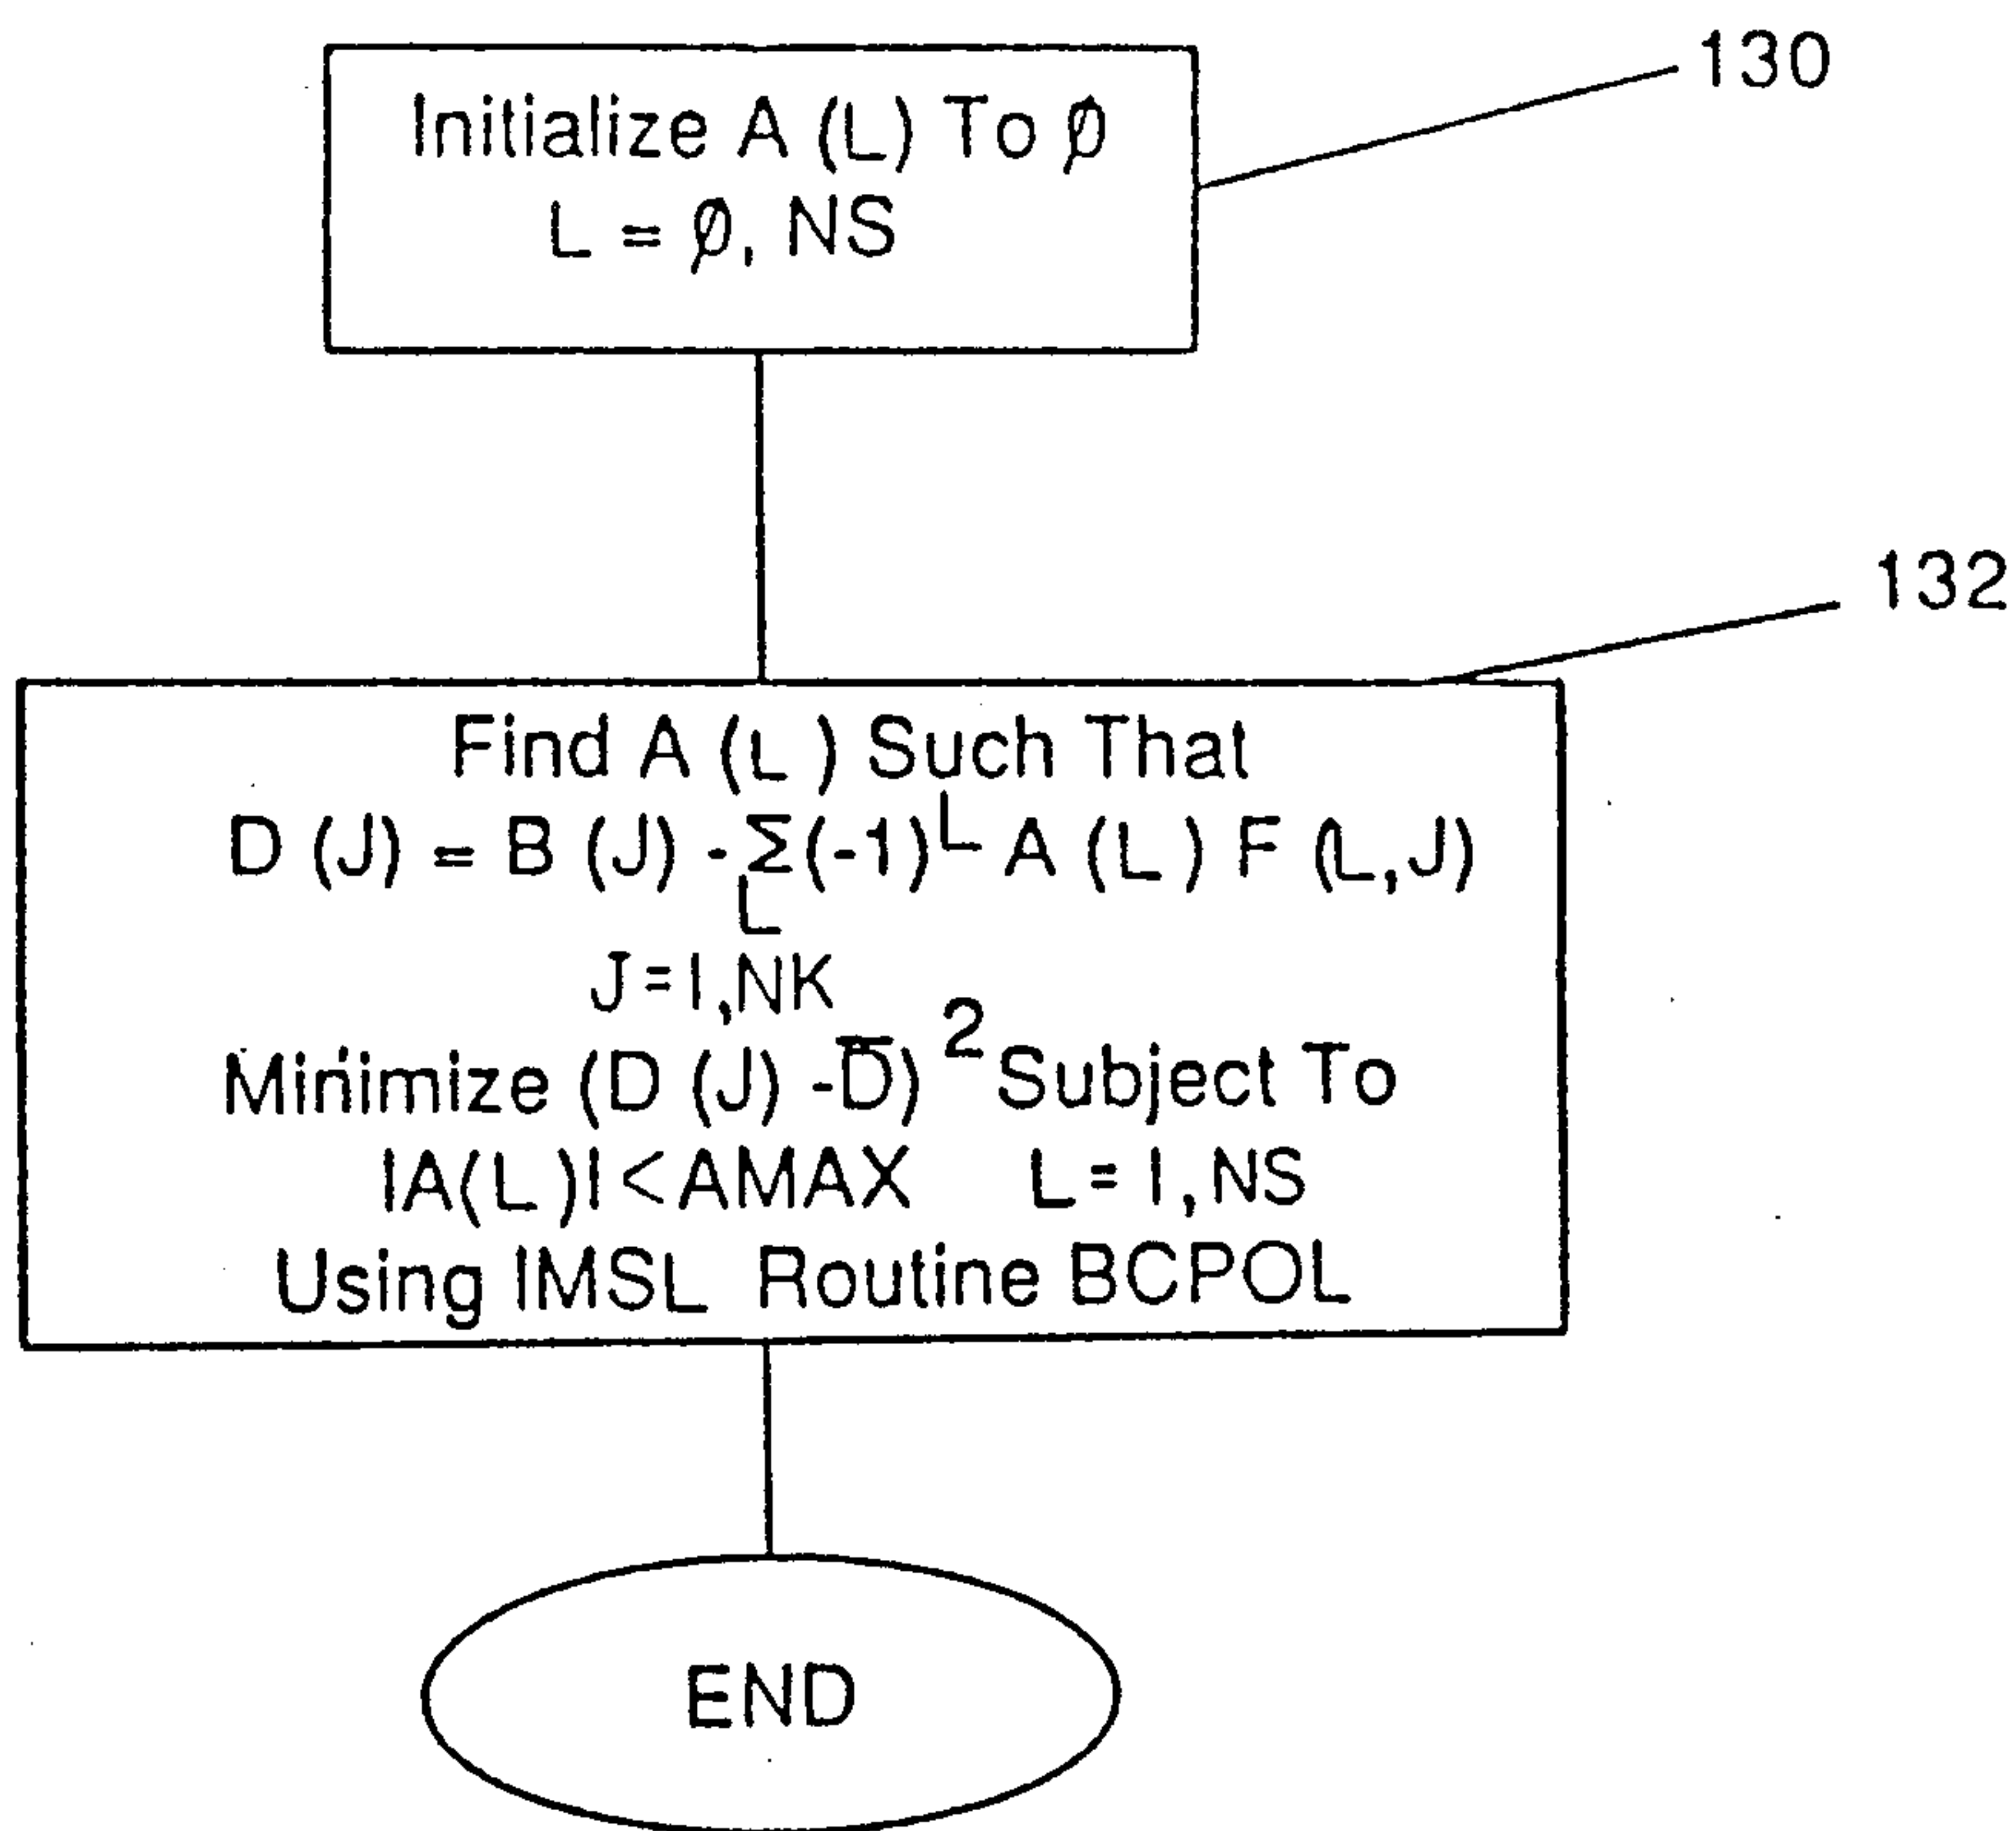 130
Initialize A (L) To Ø
L = Ø, NS
132
Find A (L) Such That
D (J) = B (J) - Σ (-1)^L A (L) F (L,J)
L
J=I,NK
Minimize (D (J) -D̅)² Subject To
|A(L)| < AMAX L=I,NS
Using IMSL Routine BCPOL
END